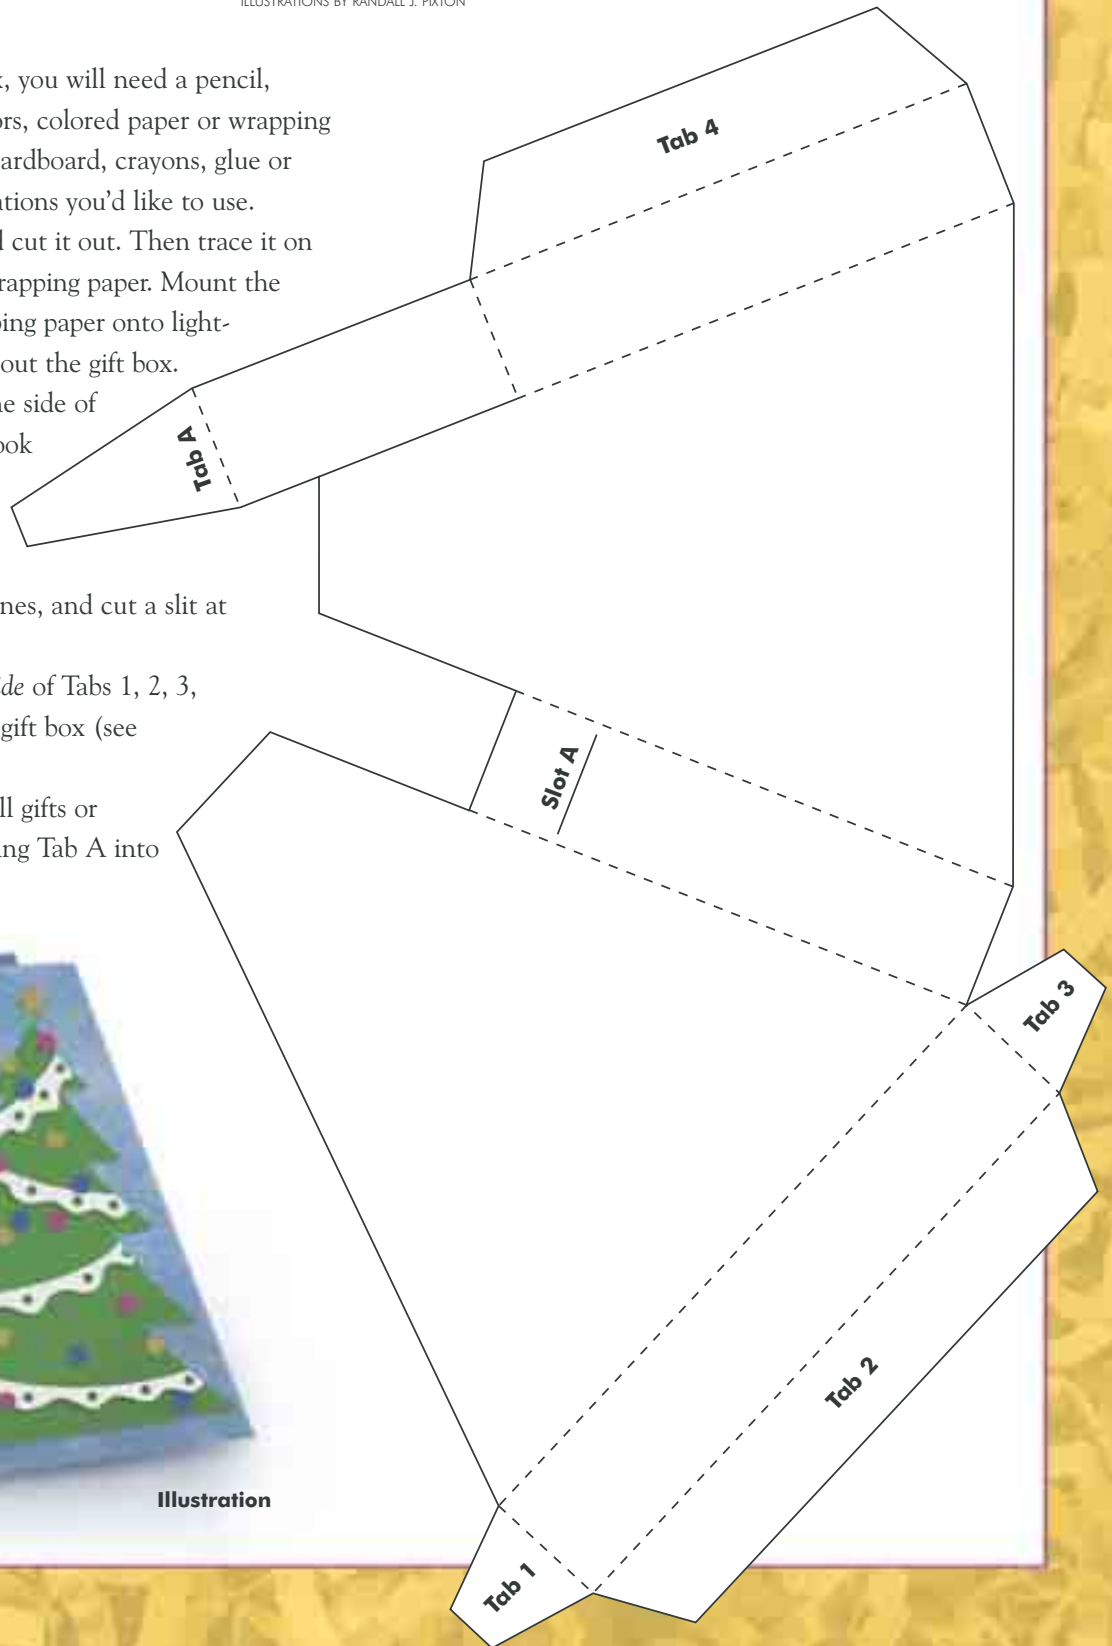 ILLUSTRATIONS BY RANDALL J. PIXTON
, you will need a pencil,
ors, colored paper or wrapping
ardboard, crayons, glue or
ations you'd like to use.
cut it out. Then trace it on
rapping paper. Mount the
ing paper onto light-
out the gift box.
e side of
ook
nes, and cut a slit at
de of Tabs 1, 2, 3,
gift box (see
ll gifts or
ng Tab A into
Tab 4
Tab A
Slot A
Tab 3
Tab 2
Tab 1
Illustration